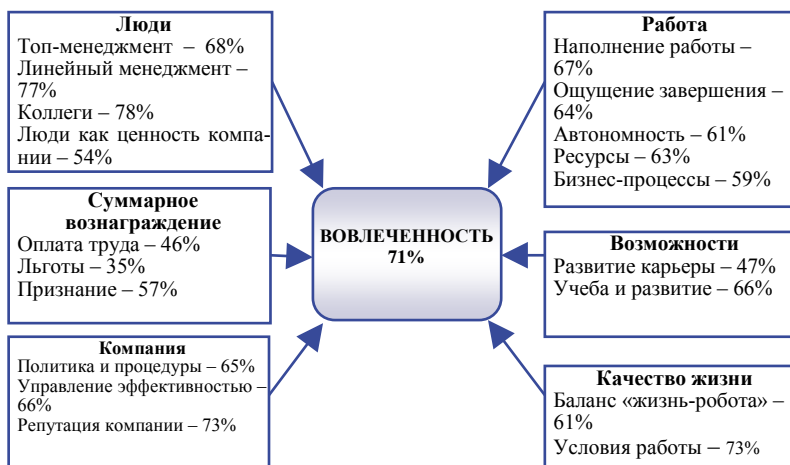 Люди
Топ-менеджмент – 68%
Линейный менеджмент –
77%
Коллеги – 78%
Люди как ценность компа-
нии – 54%
Суммарное
вознаграждение
Оплата труда – 46%
Льготы – 35%
Признание – 57%
Компания
Политика и процедуры – 65%
Управление эффективностью –
66%
Репутация компании – 73%
ВОВЛЕЧЕННОСТЬ
71%
Работа
Наполнение работы –
67%
Ощущение завершения –
64%
Автономность – 61%
Ресурсы – 63%
Бизнес-процессы – 59%
Возможности
Развитие карьеры – 47%
Учеба и развитие – 66%
Качество жизни
Баланс «жизнь-робота» –
61%
Условия работы – 73%